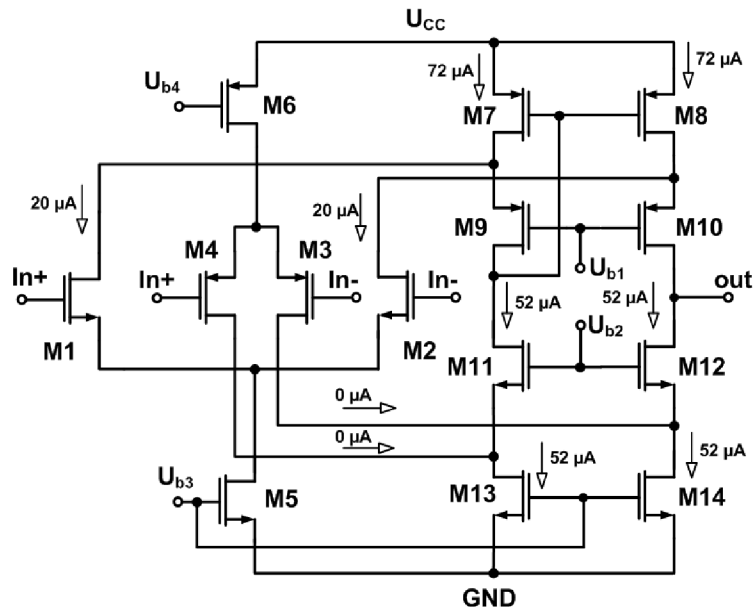 UCC
72 µA
72 µA
Ub4
M6
M7
M8
20 µA
20 µA
M4
M3
M9
M10
In+
In+
In-
In-
Ub1
out
52 µA
52 µA
M1
M2
Ub2
M11
M12
0 µA
0 µA
Ub3
M5
52 µA
52 µA
M13
M14
GND